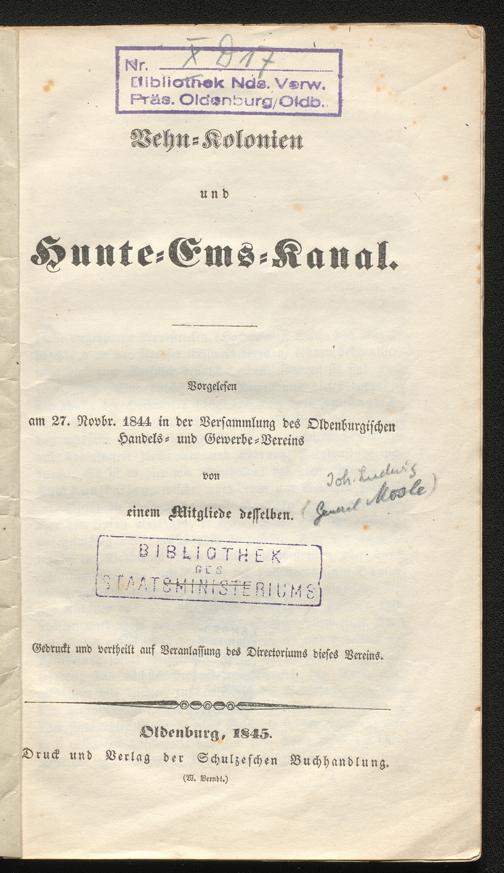 Nr. X D 17
Bibliothek Nds. Verw.
Präs. Oldenburg/Oldb.
Vehn-Kolonien
und
Hunte-Ems-Kanal.
Vorgelesen
am 27. Novbr. 1844 in der Versammlung des Oldenburgischen
Handels- und Gewerbe-Vereins
von
einem Mitgliede desselben.
Joh. Ludwig
(General Mosle)
BIBLIOTHEK
DES
STAATSMINISTERIUMS
Gedruckt und vertheilt auf Veranlassung des Directoriums dieses Vereins.
Oldenburg, 1845.
Druck und Verlag der Schulzeschen Buchhandlung.
(W. Berndt.)